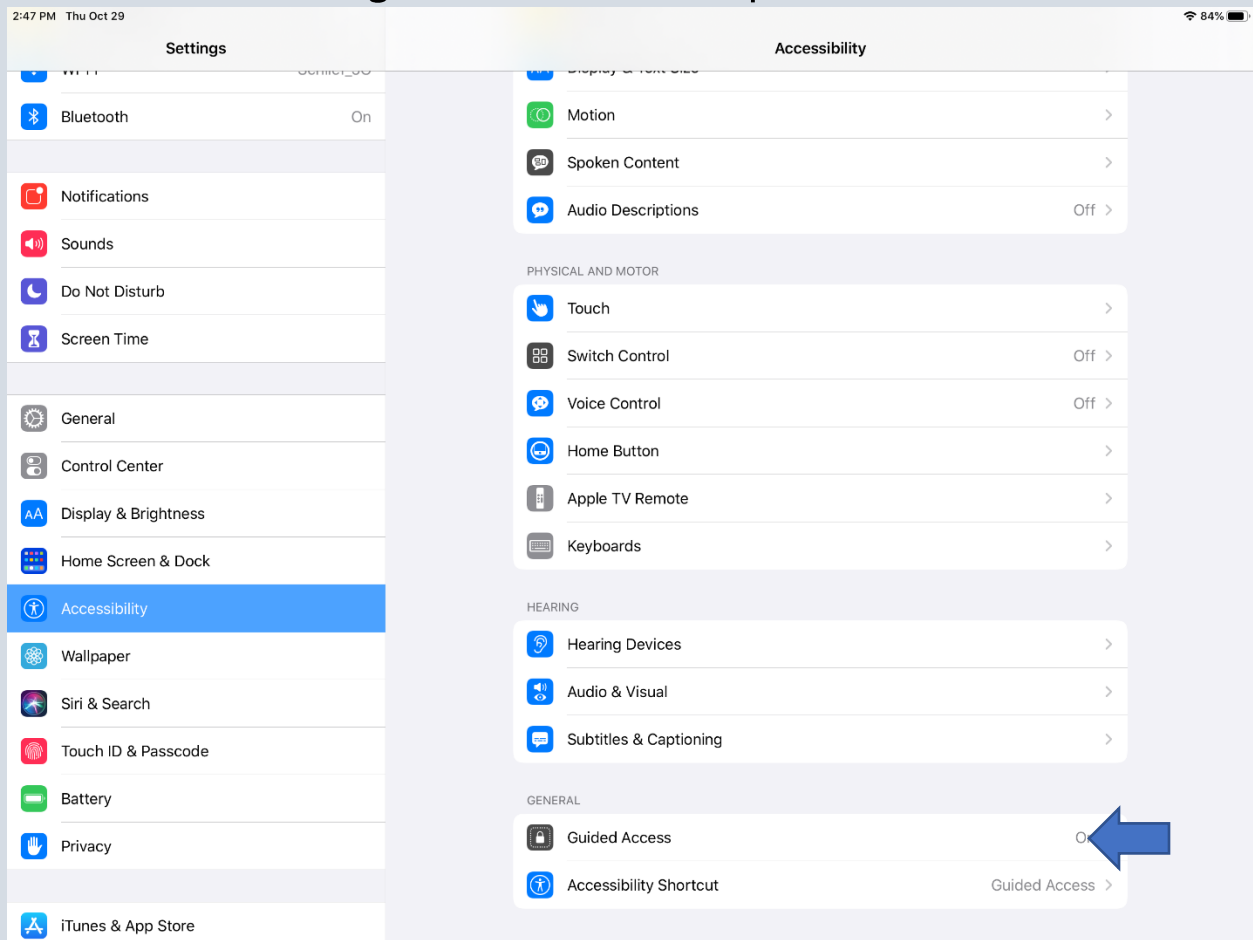 2:47 PM Thu Oct 29
84%
Settings
Bluetooth On
Notifications
Sounds
Do Not Disturb
Screen Time
General
Control Center
AA Display & Brightness
Home Screen & Dock
Accessibility
Wallpaper
Siri & Search
Touch ID & Passcode
Battery
Privacy
iTunes & App Store
Accessibility
Motion
Spoken Content
Audio Descriptions Off
PHYSICAL AND MOTOR
Touch
Switch Control Off
Voice Control Off
Home Button
Apple TV Remote
Keyboards
HEARING
Hearing Devices
Audio & Visual
Subtitles & Captioning
GENERAL
Guided Access
Accessibility Shortcut Guided Access